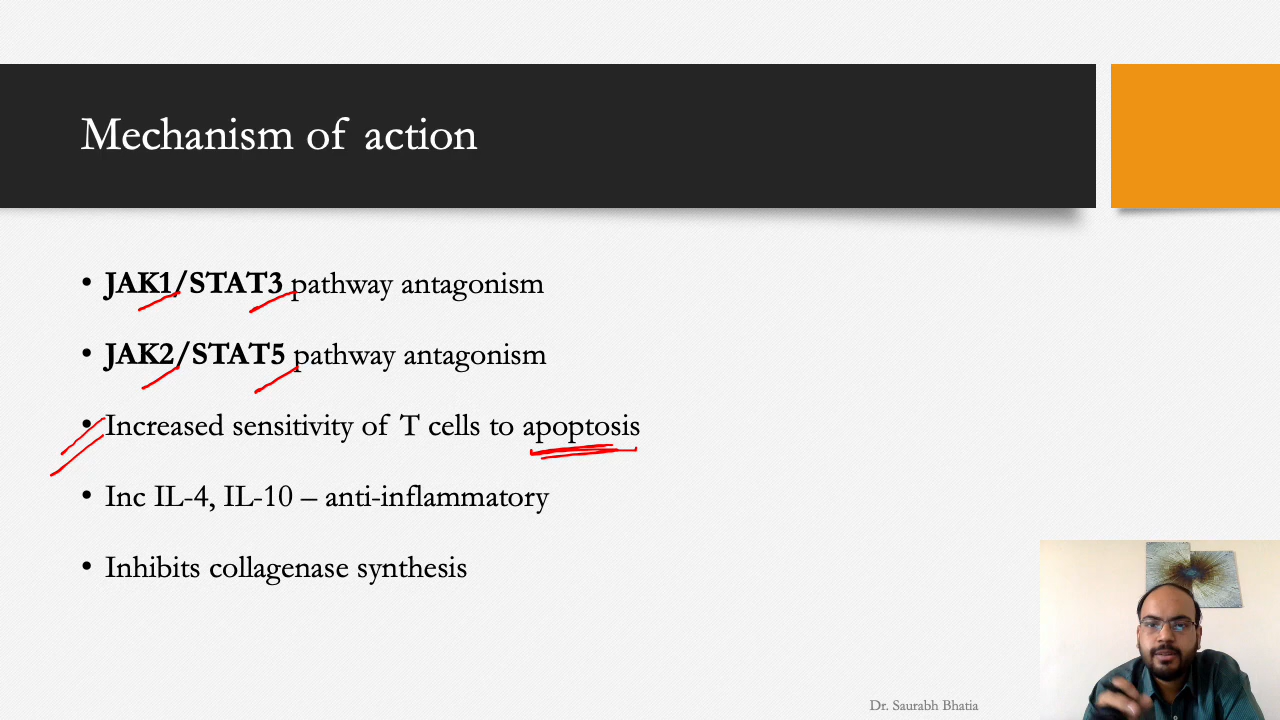 Mechanism of action
• JAK1/STAT3 pathway antagonism
• JAK2/STAT5 pathway antagonism
• Increased sensitivity of T cells to apoptosis
• Inc IL-4, IL-10 – anti-inflammatory
• Inhibits collagenase synthesis
Dr. Saurabh Bhatia